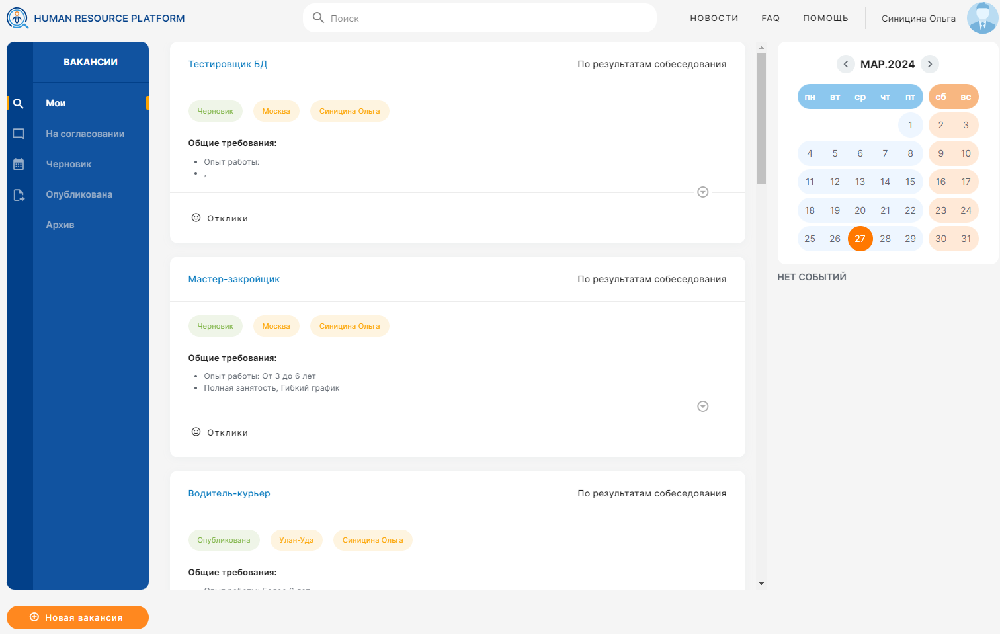 HUMAN RESOURCE PLATFORM
Поиск
НОВОСТИ
FAQ
ПОМОЩЬ
Синицина Ольга
ВАКАНСИИ
Мои
На согласовании
Черновик
Опубликована
Архив
Новая вакансия
Тестировщик БД
По результатам собеседования
Черновик
Москва
Синицина Ольга
Общие требования:
Опыт работы:
,
Отклики
Мастер-закройщик
По результатам собеседования
Черновик
Москва
Синицина Ольга
Общие требования:
Опыт работы: От 3 до 6 лет
Полная занятость, Гибкий график
Отклики
Водитель-курьер
По результатам собеседования
Опубликована
Улан-Удэ
Синицина Ольга
Общие требования:
Опыт работы: Более 6 лет
МАР.2024
пн вт ср чт пт сб вс
1 2 3
4 5 6 7 8 9 10
11 12 13 14 15 16 17
18 19 20 21 22 23 24
25 26 27 28 29 30 31
НЕТ СОБЫТИЙ